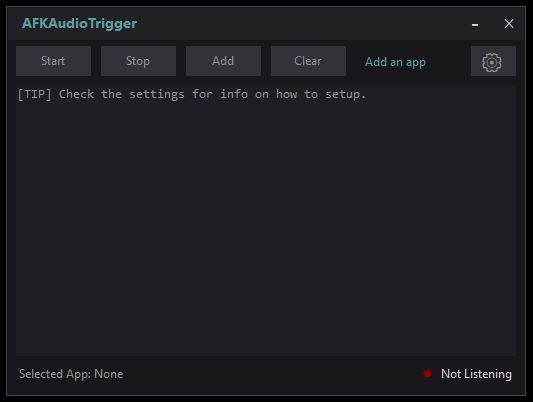 AFKAudioTrigger
Start Stop Add Clear Add an app
[TIP] Check the settings for info on how to setup.
Selected App: None Not Listening